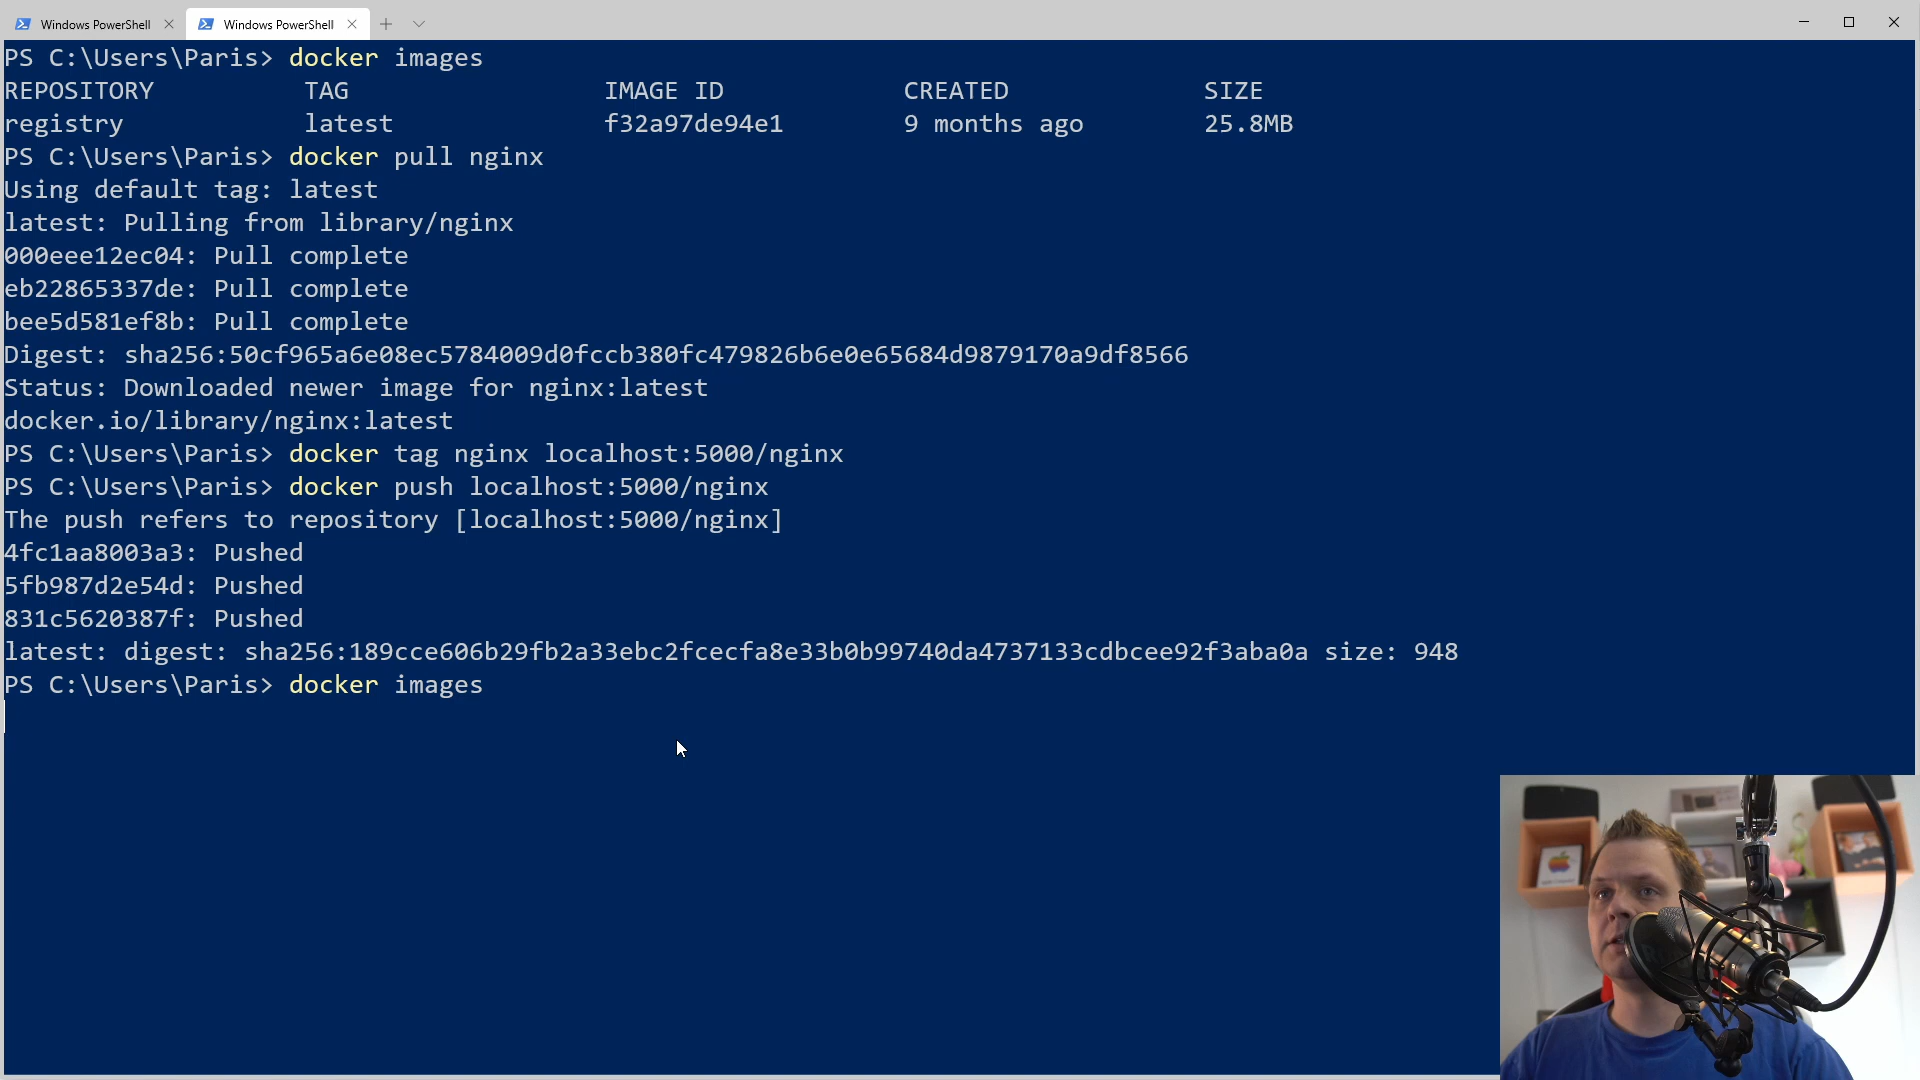 Windows PowerShell
Windows PowerShell
PS C:\Users\Paris> docker images
REPOSITORY TAG IMAGE ID CREATED SIZE
registry latest f32a97de94e1 9 months ago 25.8MB
PS C:\Users\Paris> docker pull nginx
Using default tag: latest
latest: Pulling from library/nginx
000eee12ec04: Pull complete
eb22865337de: Pull complete
bee5d581ef8b: Pull complete
Digest: sha256:50cf965a6e08ec5784009d0fccb380fc479826b6e0e65684d9879170a9df8566
Status: Downloaded newer image for nginx:latest
docker.io/library/nginx:latest
PS C:\Users\Paris> docker tag nginx localhost:5000/nginx
PS C:\Users\Paris> docker push localhost:5000/nginx
The push refers to repository [localhost:5000/nginx]
4fc1aa8003a3: Pushed
5fb987d2e54d: Pushed
831c5620387f: Pushed
latest: digest: sha256:189cce606b29fb2a33ebc2fcecfa8e33b0b99740da4737133cdbcee92f3aba0a size: 948
PS C:\Users\Paris> docker images